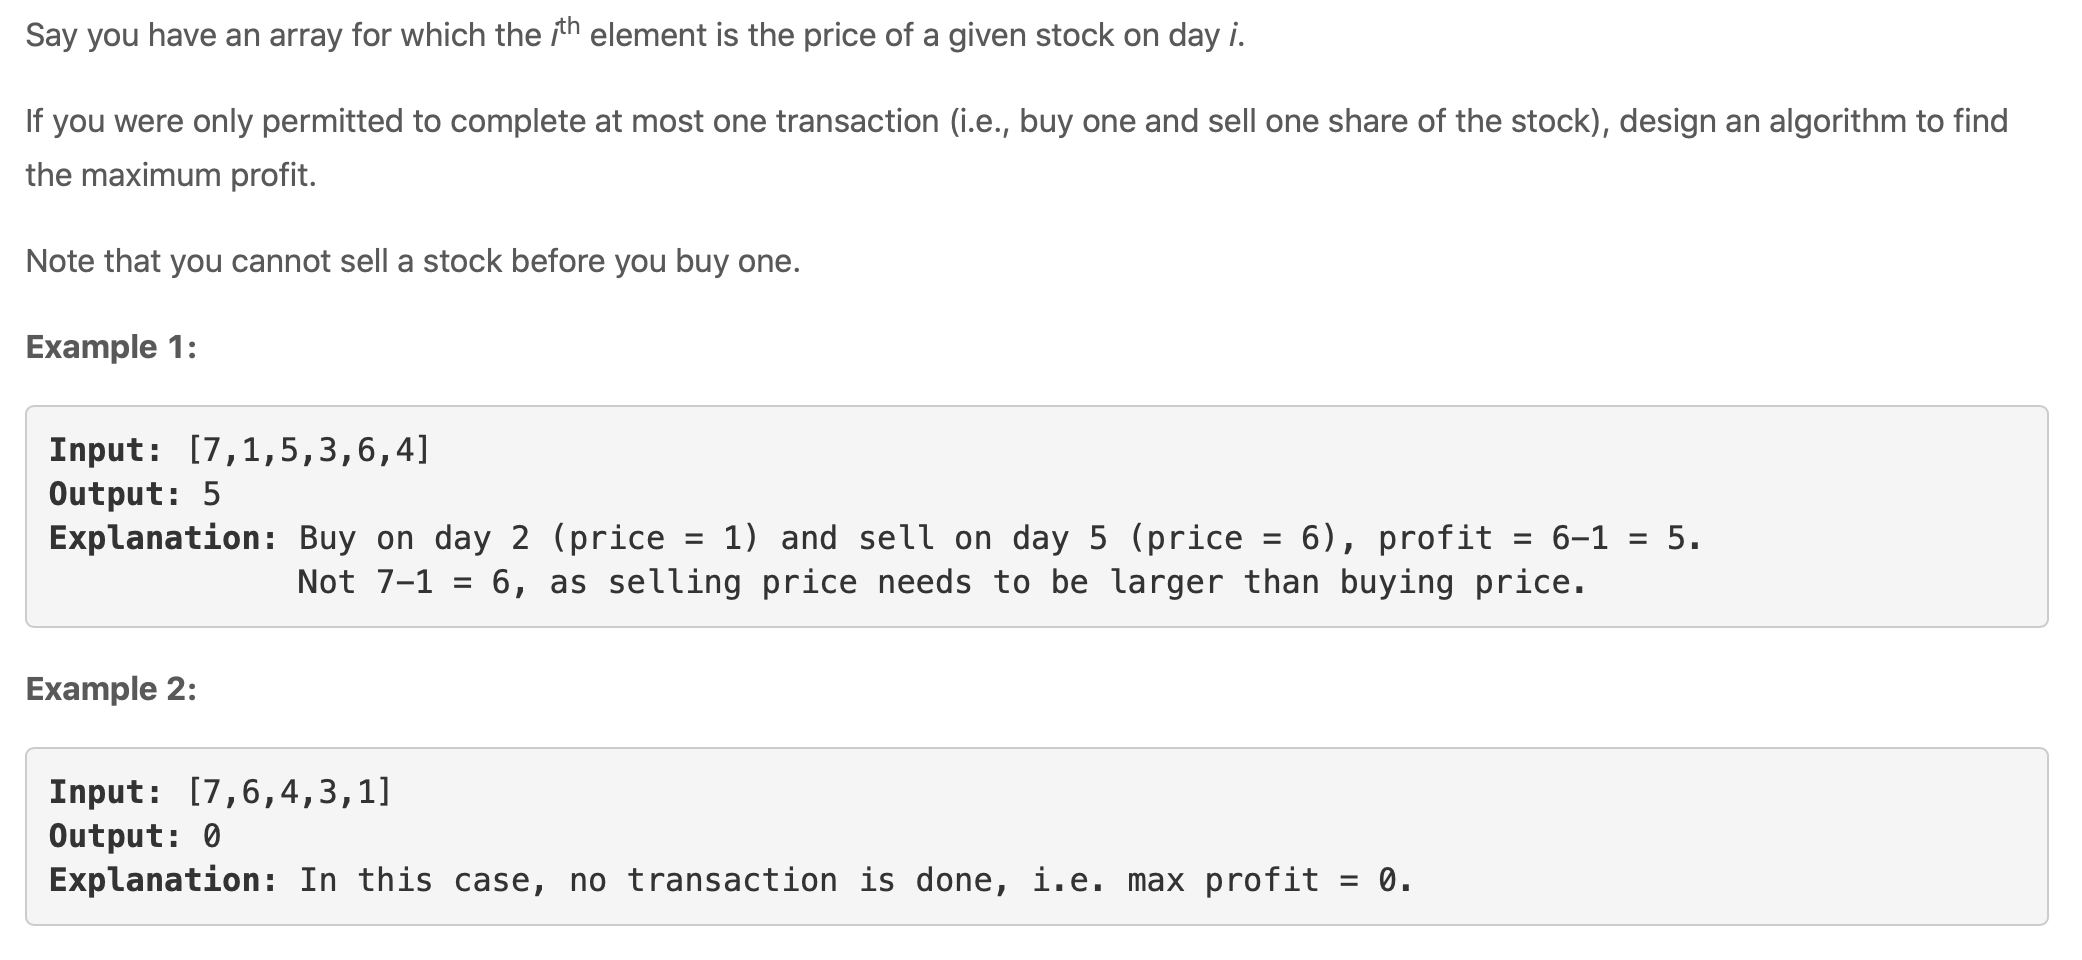 Say you have an array for which the ith element is the price of a given stock on day i.
If you were only permitted to complete at most one transaction (i.e., buy one and sell one share of the stock), design an algorithm to find
the maximum profit.
Note that you cannot sell a stock before you buy one.
Example 1:
Input: [7,1,5,3,6,4]
Output: 5
Explanation: Buy on day 2 (price = 1) and sell on day 5 (price = 6), profit = 6-1 = 5.
Not 7-1 = 6, as selling price needs to be larger than buying price.
Example 2:
Input: [7,6,4,3,1]
Output: 0
Explanation: In this case, no transaction is done, i.e. max profit = 0.